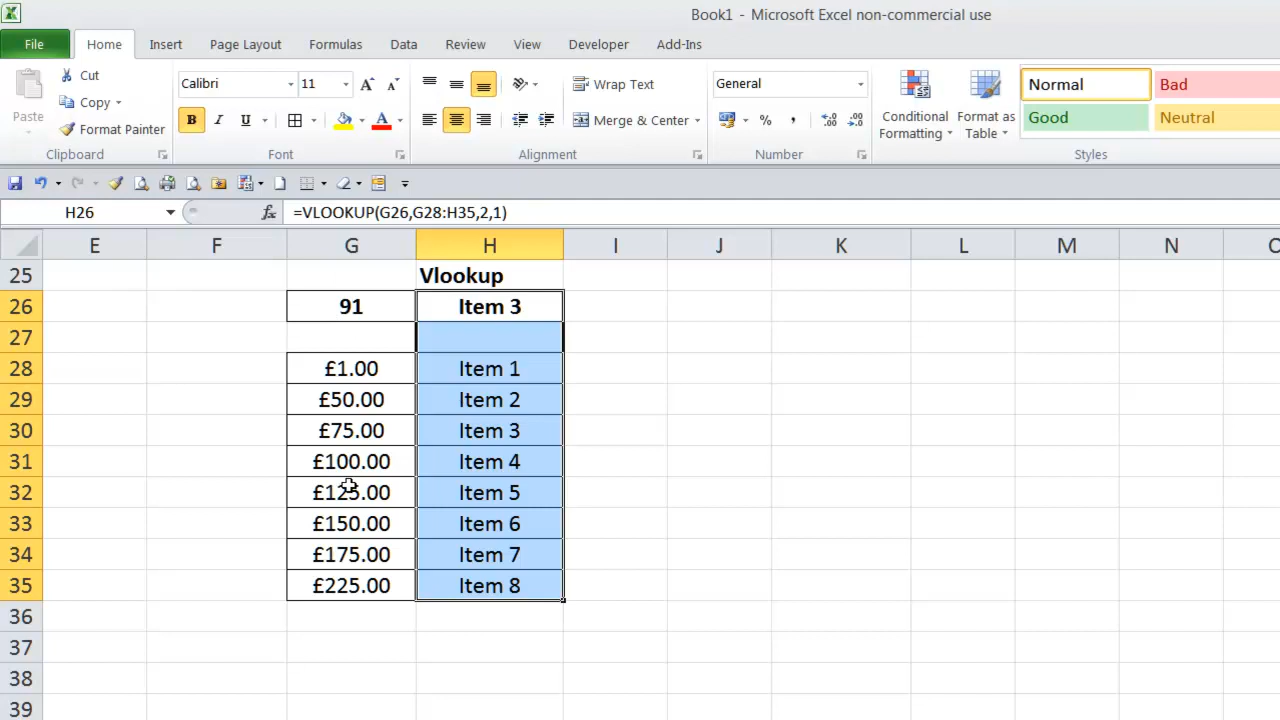 Book1 - Microsoft Excel non-commercial use
File Home Insert Page Layout Formulas Data Review View Developer Add-Ins
Paste
Cut
Copy
Format Painter
Clipboard
Calibri 11
B I U A
Font
Wrap Text
Merge & Center
Alignment
General
% ,
Number
Conditional Formatting
Format as Table
Normal Bad
Good Neutral
Styles
H26 fx =VLOOKUP(G26,G28:H35,2,1)
E F G H I J K L M N O
25 Vlookup
26 91 Item 3
27
28 £1.00 Item 1
29 £50.00 Item 2
30 £75.00 Item 3
31 £100.00 Item 4
32 £125.00 Item 5
33 £150.00 Item 6
34 £175.00 Item 7
35 £225.00 Item 8
36
37
38
39